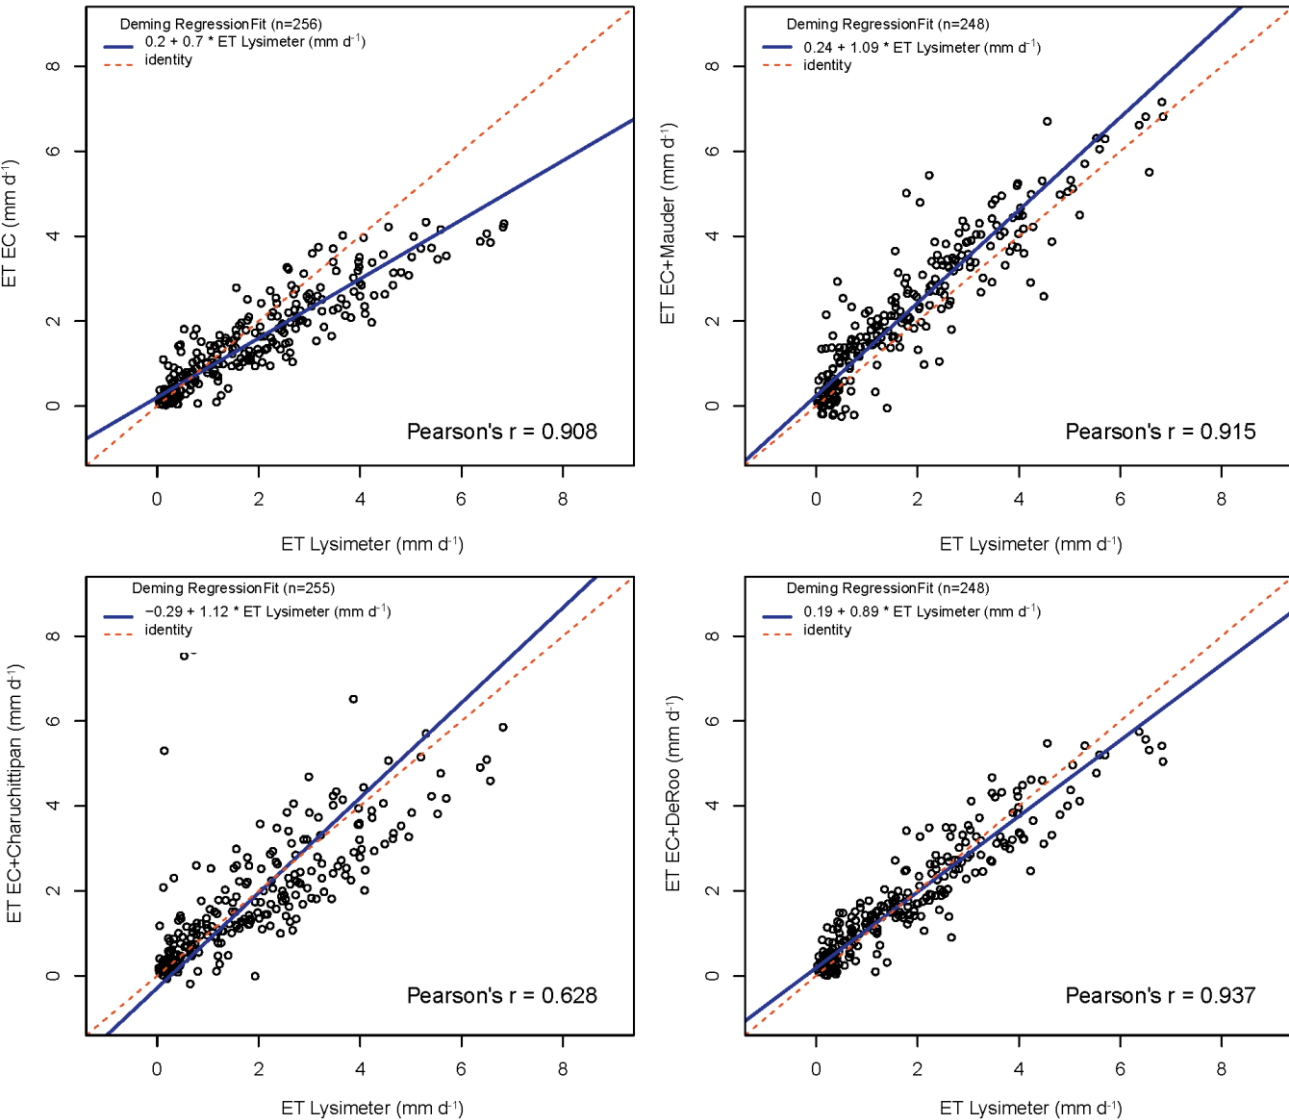 Deming RegressionFit (n=256)
0.2 + 0.7 * ET Lysimeter (mm d⁻¹)
identity
ET EC (mm d⁻¹)
8
6
4
2
0
Pearson's r = 0.908
0 2 4 6 8
ET Lysimeter (mm d⁻¹)
Deming RegressionFit (n=248)
0.24 + 1.09 * ET Lysimeter (mm d⁻¹)
identity
ET EC+Mauder (mm d⁻¹)
8
6
4
2
0
Pearson's r = 0.915
0 2 4 6 8
ET Lysimeter (mm d⁻¹)
Deming RegressionFit (n=255)
−0.29 + 1.12 * ET Lysimeter (mm d⁻¹)
identity
ET EC+Charuchittipan (mm d⁻¹)
8
6
4
2
0
Pearson's r = 0.628
0 2 4 6 8
ET Lysimeter (mm d⁻¹)
Deming RegressionFit (n=248)
0.19 + 0.89 * ET Lysimeter (mm d⁻¹)
identity
ET EC+DeRoo (mm d⁻¹)
8
6
4
2
0
Pearson's r = 0.937
0 2 4 6 8
ET Lysimeter (mm d⁻¹)